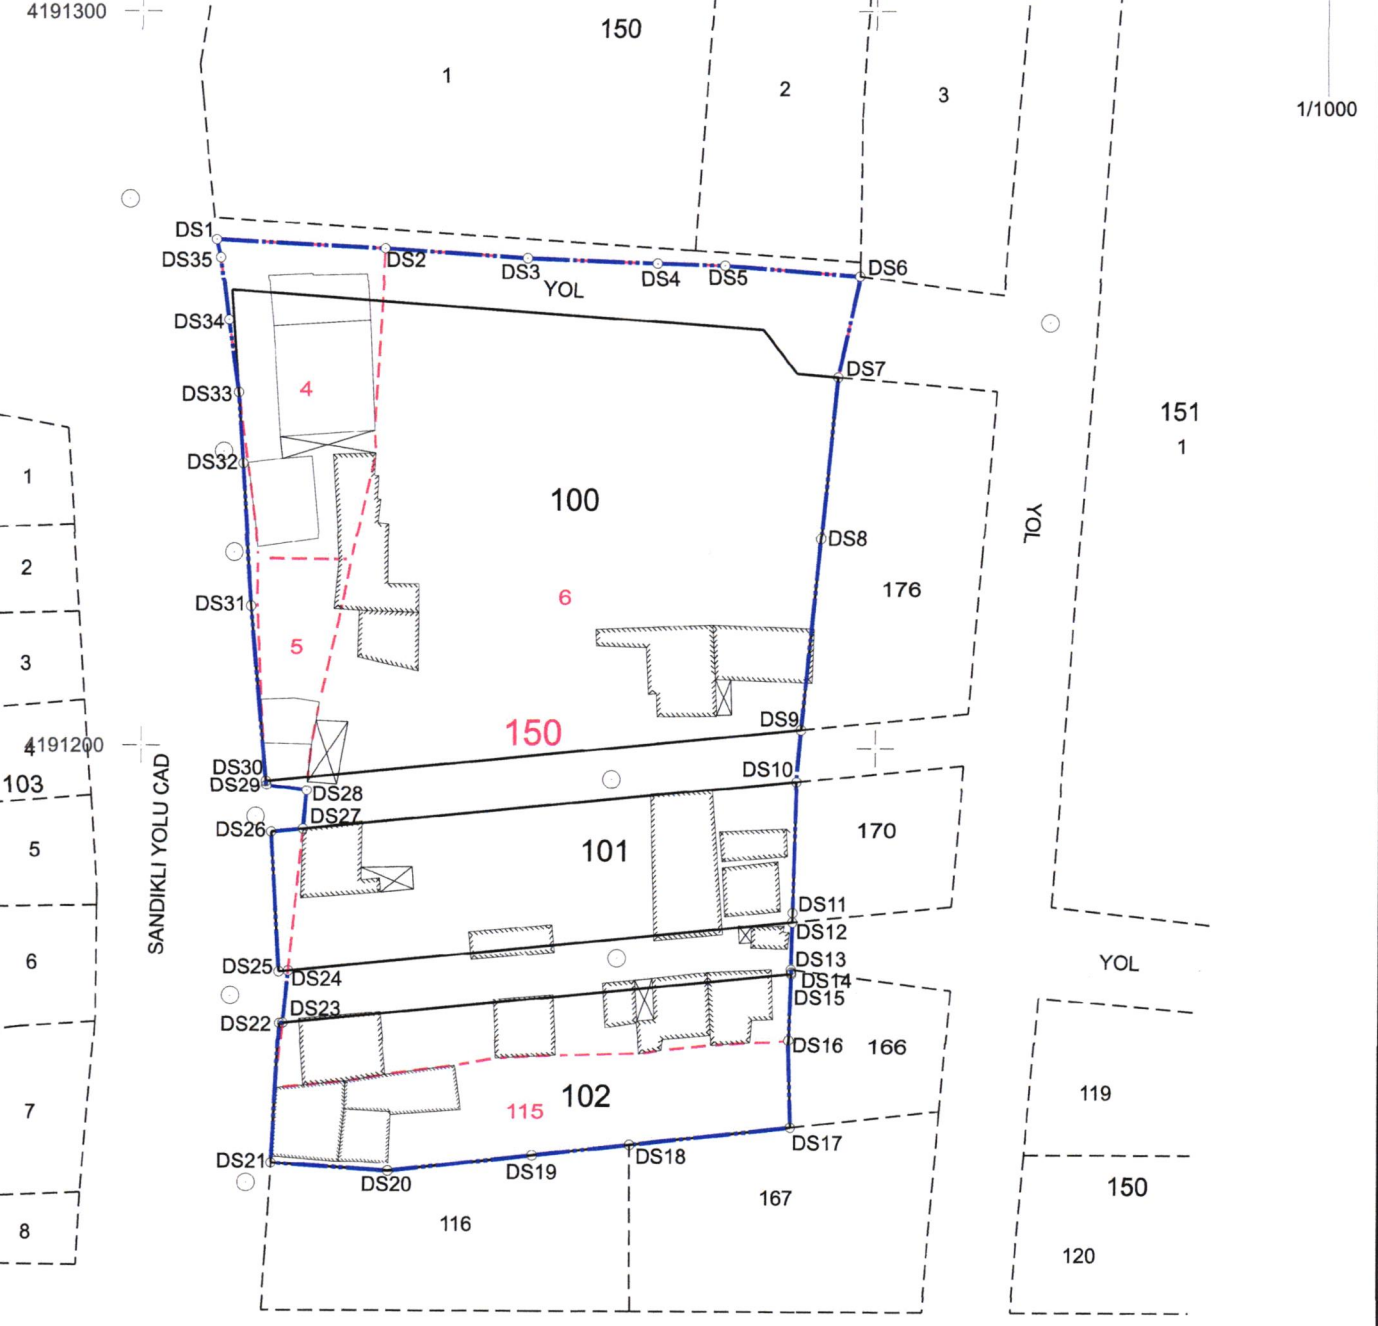 4191300
150
1
2
3
1/1000
DS1
DS35
DS2
DS3
DS4
DS5
DS6
YOL
DS34
DS7
DS33
4
151
1
DS32
1
100
YOL
DS8
2
176
DS31
6
5
3
DS9
150
4191200
4
103
SANDIKLI YOLU CAD
DS30
DS29
DS28
DS10
DS27
DS26
101
170
5
DS11
DS12
6
DS25
DS24
DS13
DS14
DS15
YOL
DS23
DS22
DS16
166
7
115
102
119
DS17
DS21
DS20
DS19
DS18
167
150
8
116
120